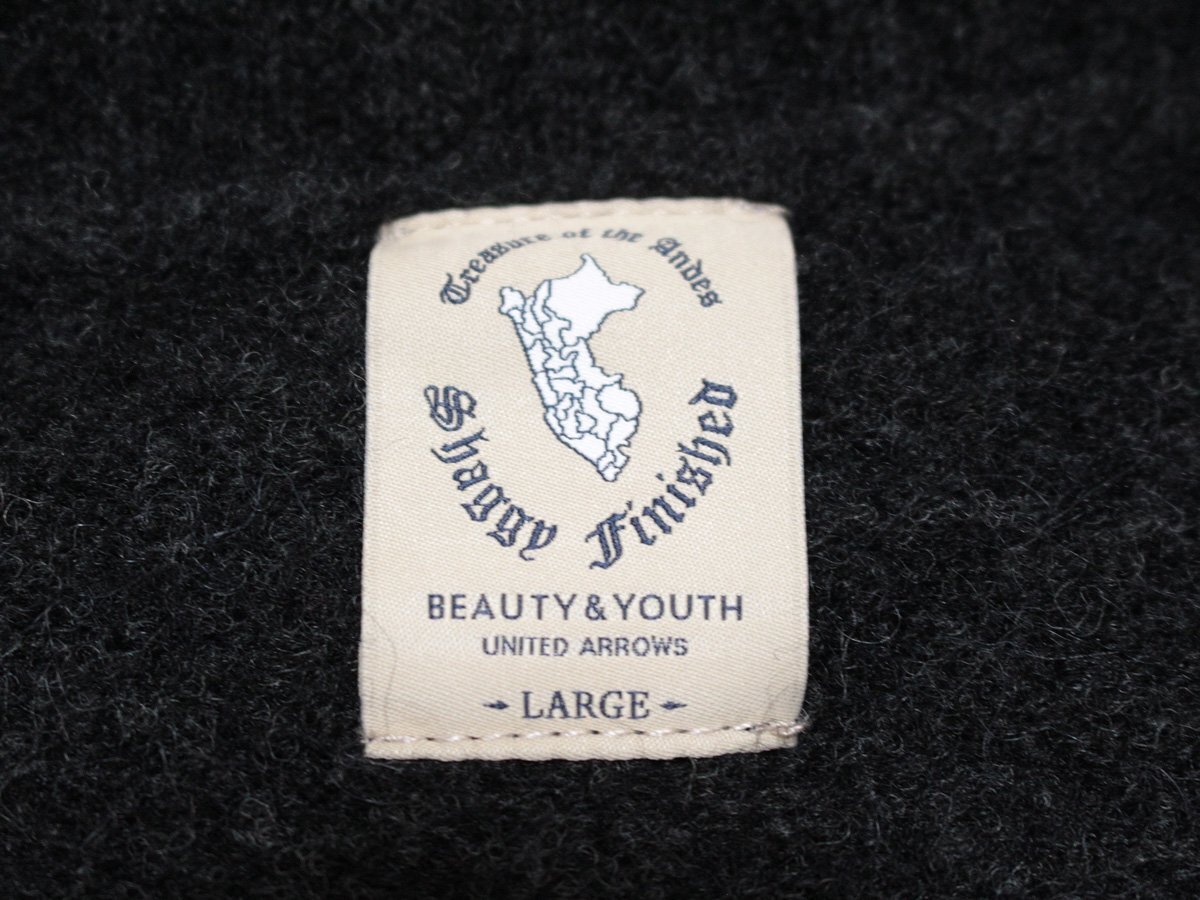 Treasure of the Andes
Shaggy Finished
BEAUTY & YOUTH
UNITED ARROWS
LARGE